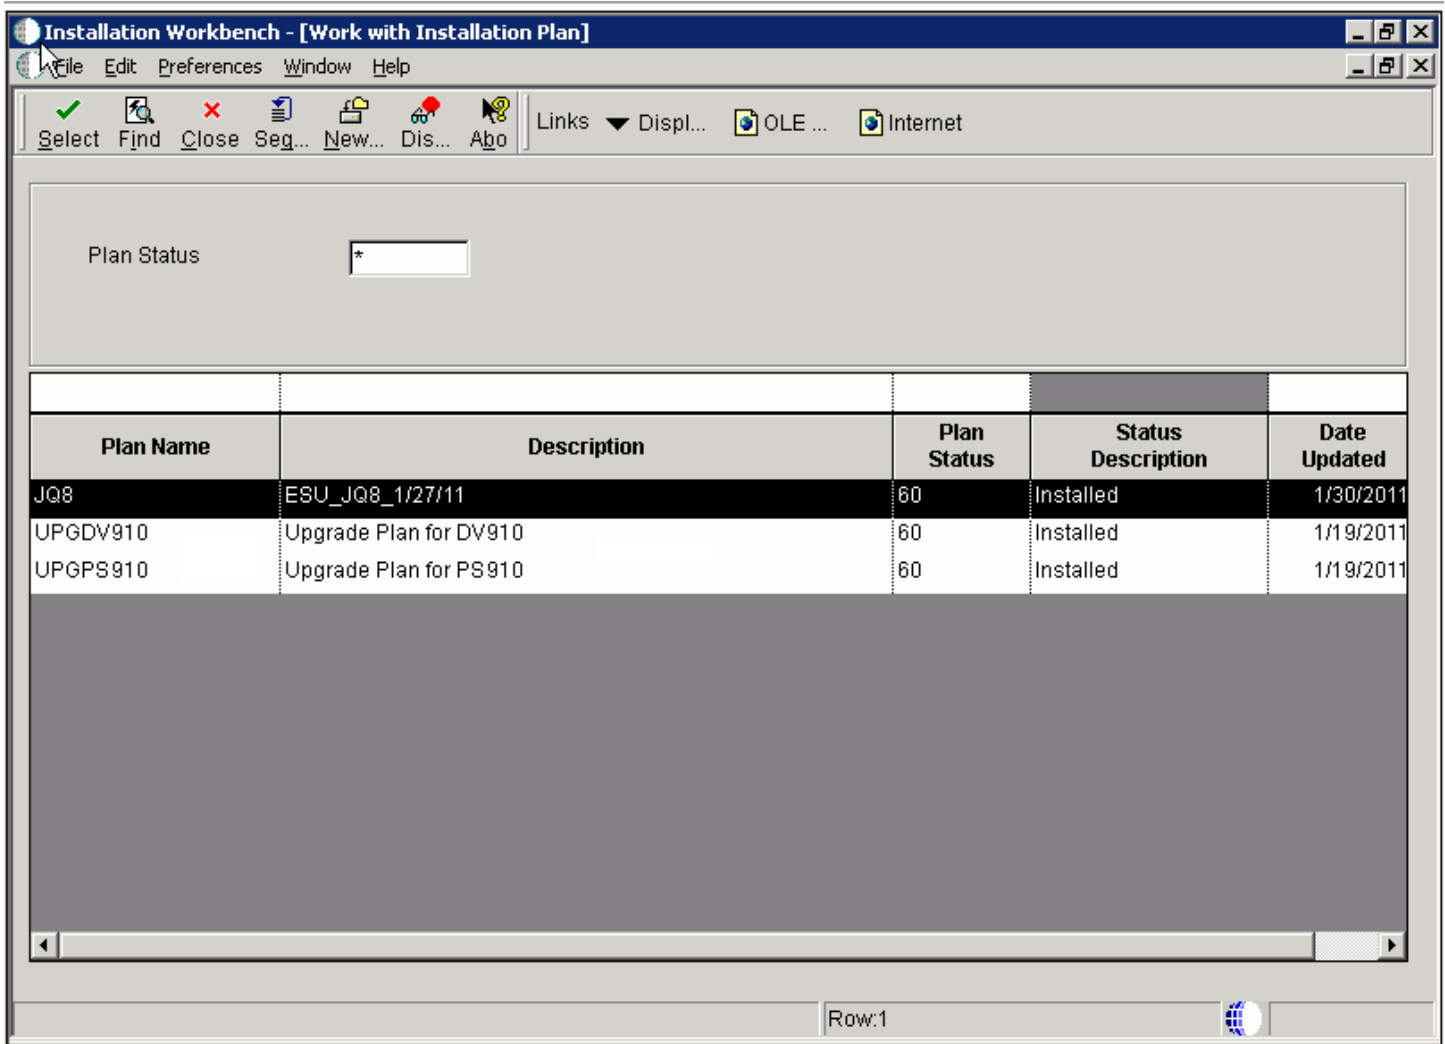 Installation Workbench - [Work with Installation Plan]
File Edit Preferences Window Help
Select Find Close Seq... New... Dis... Abo Links Displ... OLE ... Internet
Plan Status *
Plan Name Description Plan Status Status Description Date Updated
JQ8 ESU_JQ8_1/27/11 60 Installed 1/30/2011
UPGDV910 Upgrade Plan for DV910 60 Installed 1/19/2011
UPGPS910 Upgrade Plan for PS910 60 Installed 1/19/2011
Row:1